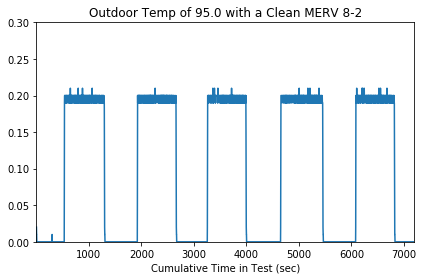 Outdoor Temp of 95.0 with a Clean MERV 8-2
0.30
0.25
0.20
0.15
0.10
0.05
0.00
1000 2000 3000 4000 5000 6000 7000
Cumulative Time in Test (sec)